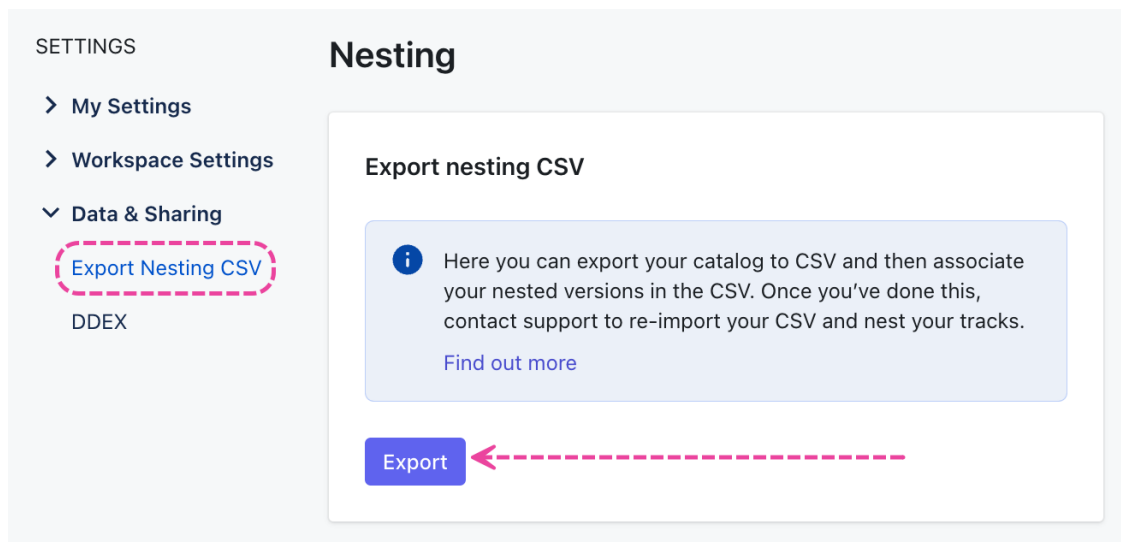 SETTINGS
My Settings
Workspace Settings
Data & Sharing
Export Nesting CSV
DDEX
Nesting
Export nesting CSV
Here you can export your catalog to CSV and then associate
your nested versions in the CSV. Once you’ve done this,
contact support to re-import your CSV and nest your tracks.
Find out more
Export